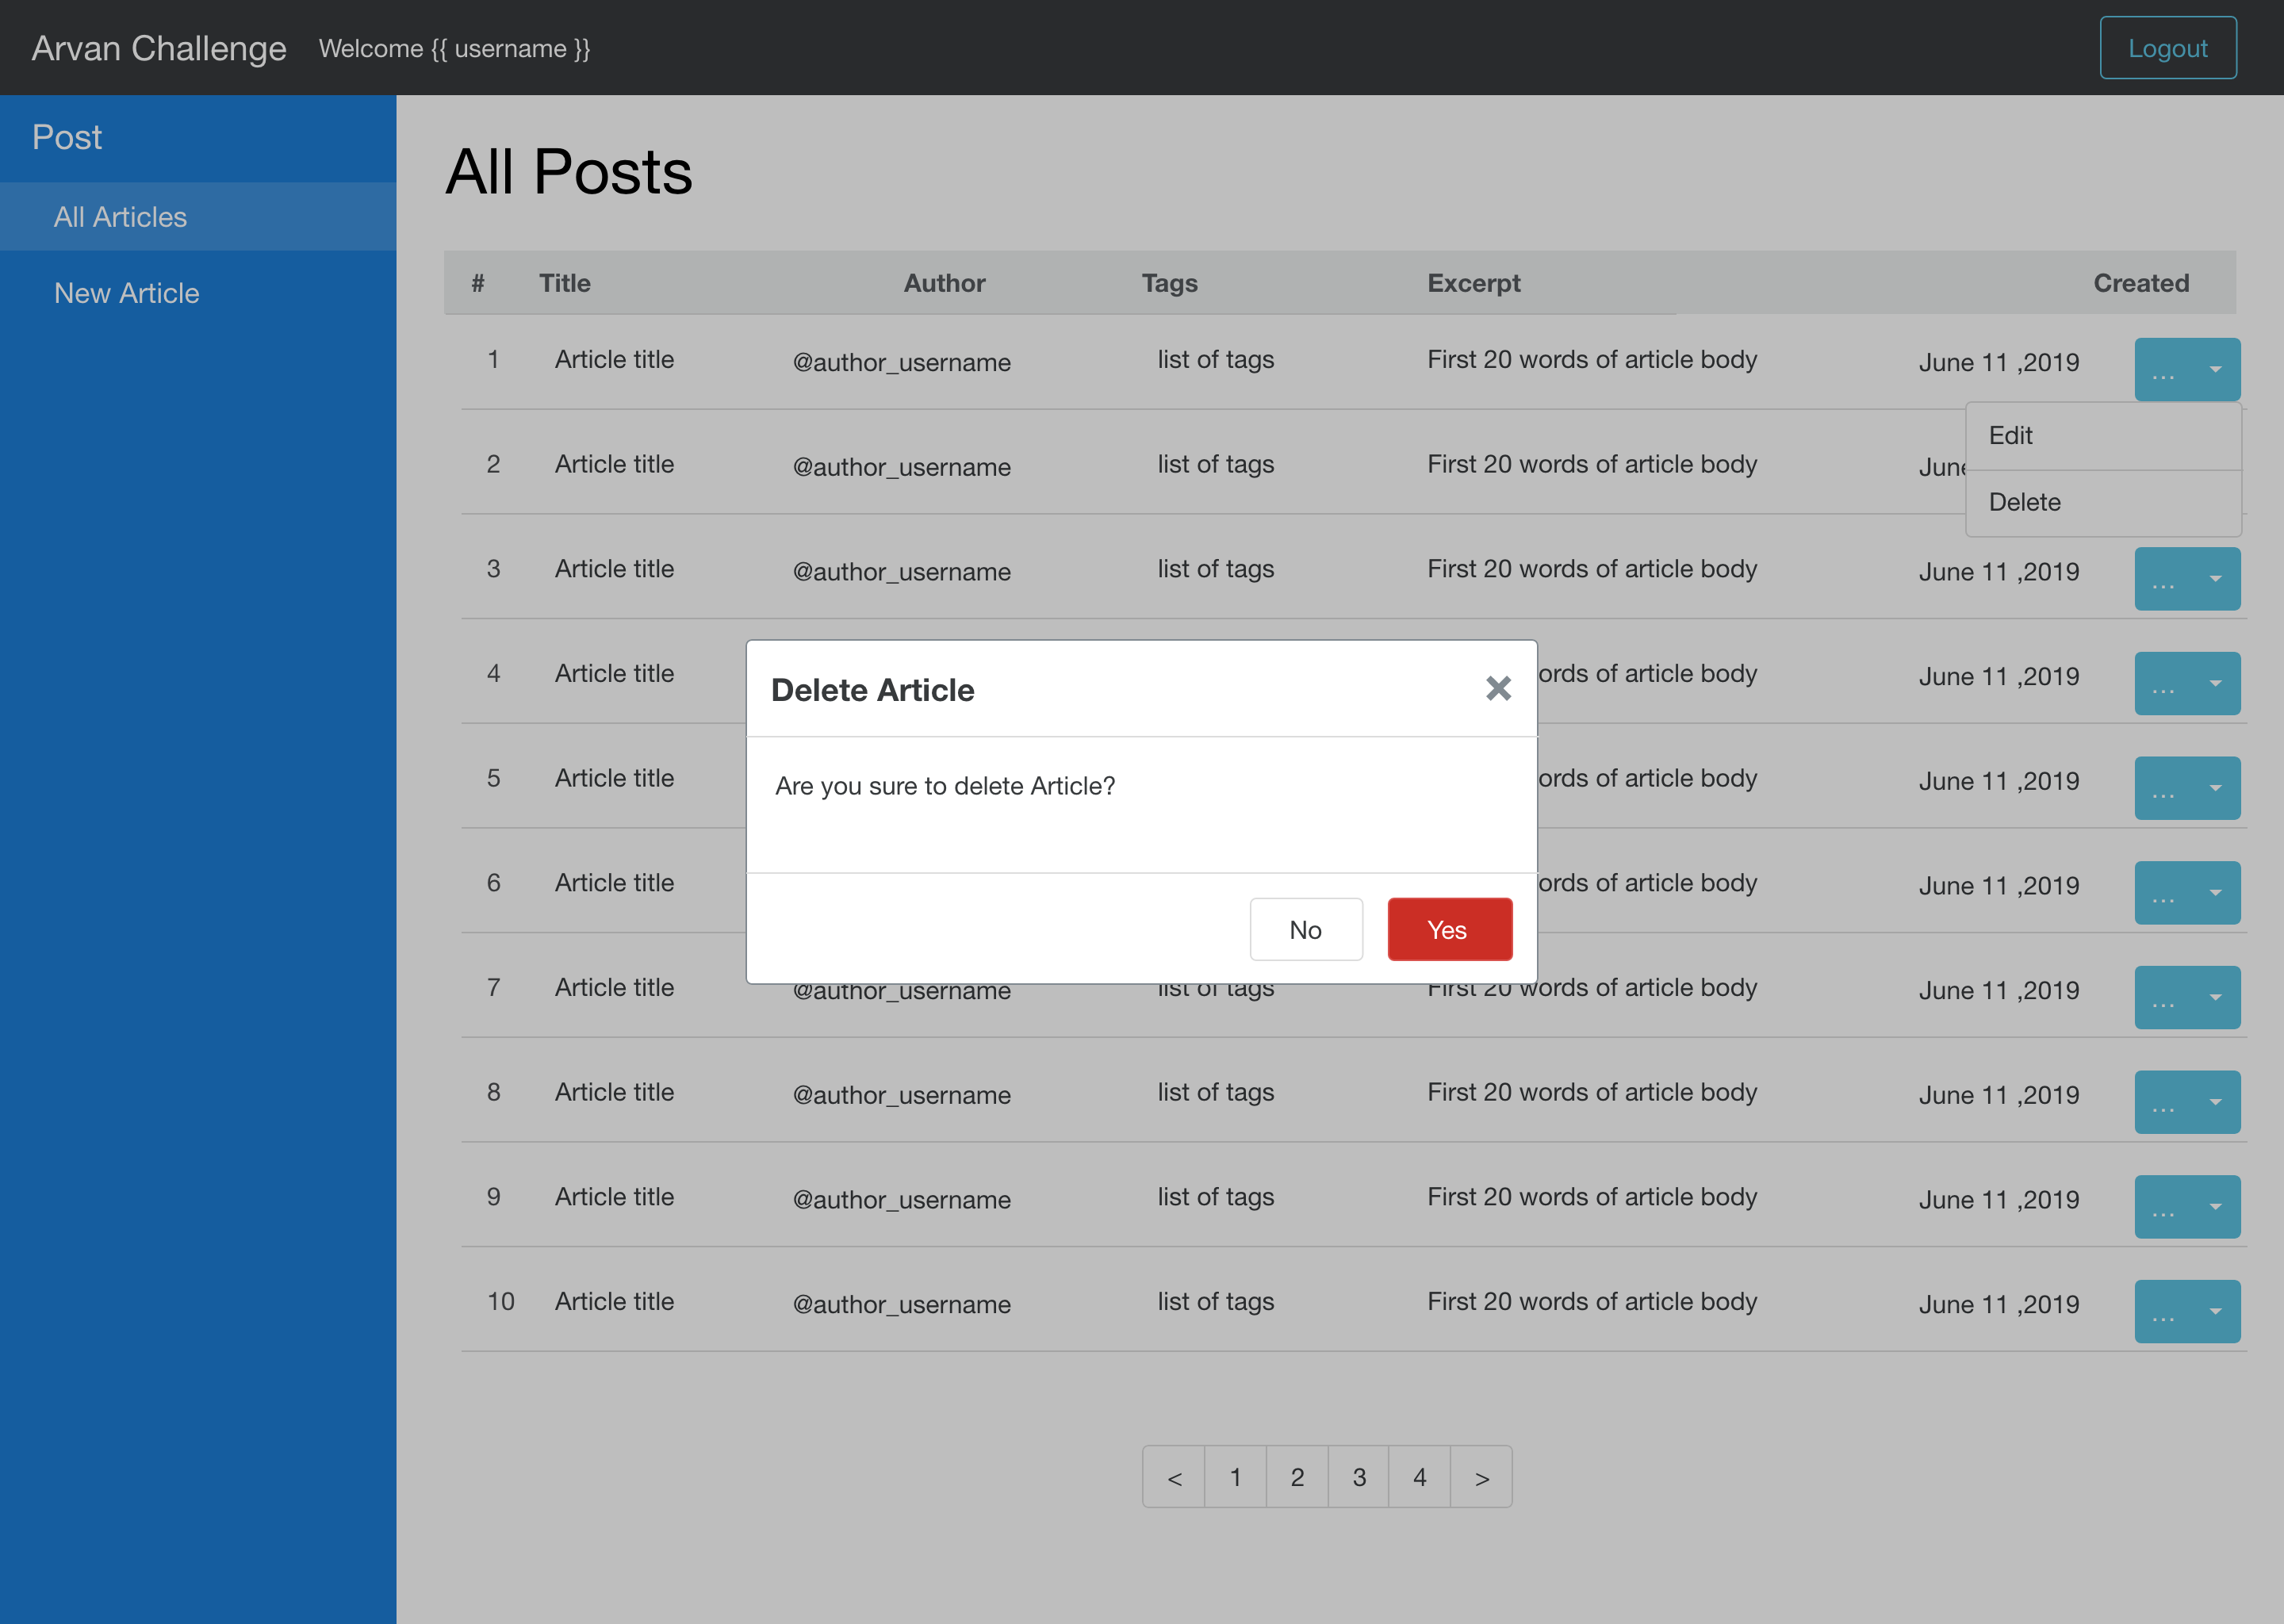 Arvan Challenge Welcome {{ username }} Logout
Post
All Articles
New Article
All Posts
# Title Author Tags Excerpt Created
1 Article title @author_username list of tags First 20 words of article body June 11 ,2019 ...
Edit
2 Article title @author_username list of tags First 20 words of article body June
Delete
3 Article title @author_username list of tags First 20 words of article body June 11 ,2019 ...
4 Article title ords of article body June 11 ,2019 ...
Delete Article
5 Article title ords of article body June 11 ,2019 ...
Are you sure to delete Article?
6 Article title ords of article body June 11 ,2019 ...
No Yes
7 Article title @author_username list of tags First 20 words of article body June 11 ,2019 ...
8 Article title @author_username list of tags First 20 words of article body June 11 ,2019 ...
9 Article title @author_username list of tags First 20 words of article body June 11 ,2019 ...
10 Article title @author_username list of tags First 20 words of article body June 11 ,2019 ...
< 1 2 3 4 >